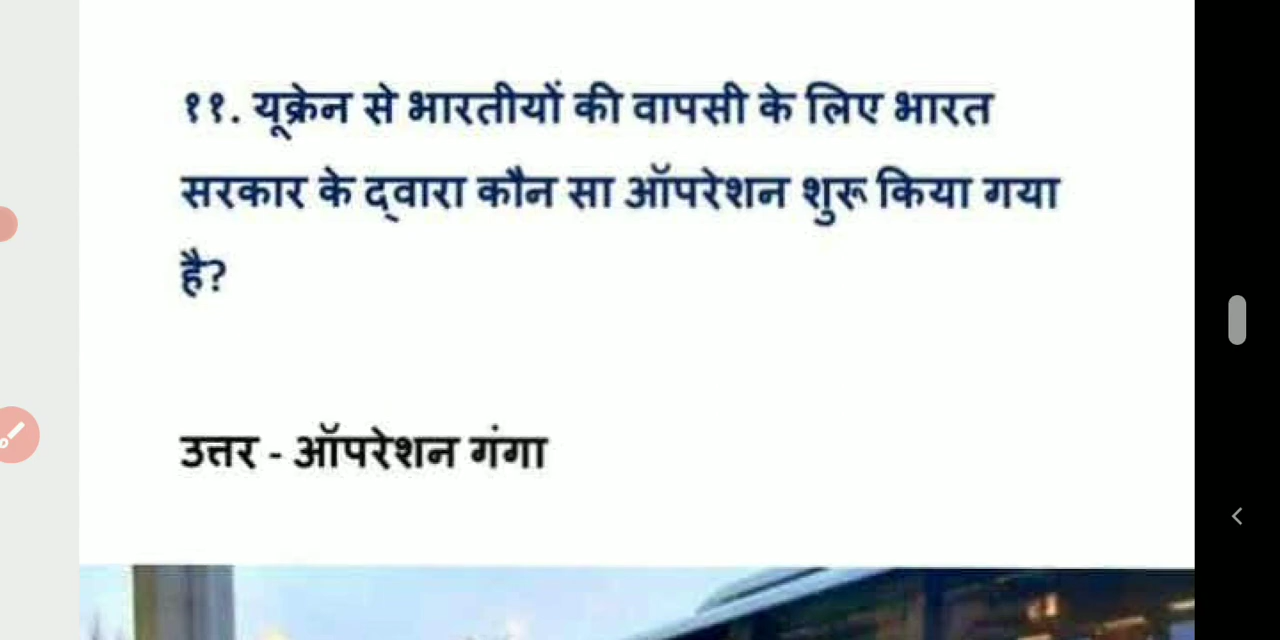 ११. यूक्रेन से भारतीयों की वापसी के लिए भारत
सरकार के द्वारा कौन सा ऑपरेशन शुरू किया गया
है?
उत्तर - ऑपरेशन गंगा